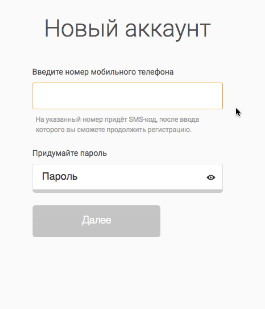 Новый аккаунт
Введите номер мобильного телефона
На указанный номер придёт SMS-код, после ввода
которого вы сможете продолжить регистрацию.
Придумайте пароль
Пароль
Далее